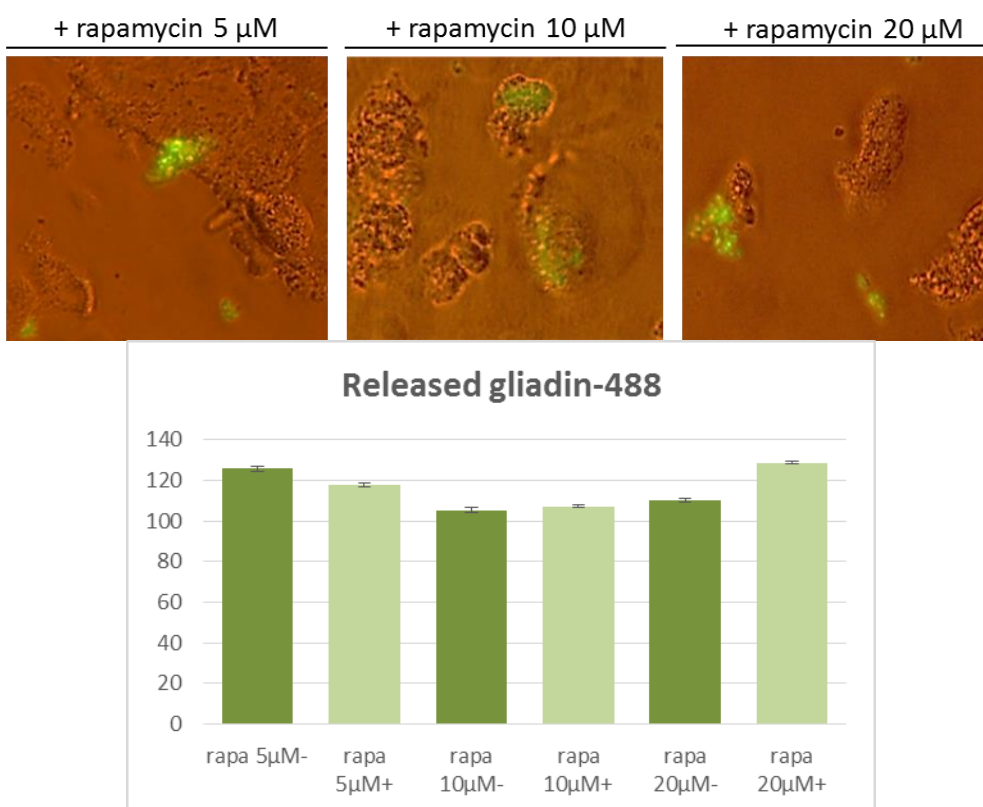 + rapamycin 5 µM
+ rapamycin 10 µM
+ rapamycin 20 µM
Released gliadin-488
140
120
100
80
60
40
20
0
rapa 5µM-
rapa
5µM+
rapa
10µM-
rapa
10µM+
rapa
20µM-
rapa
20µM+